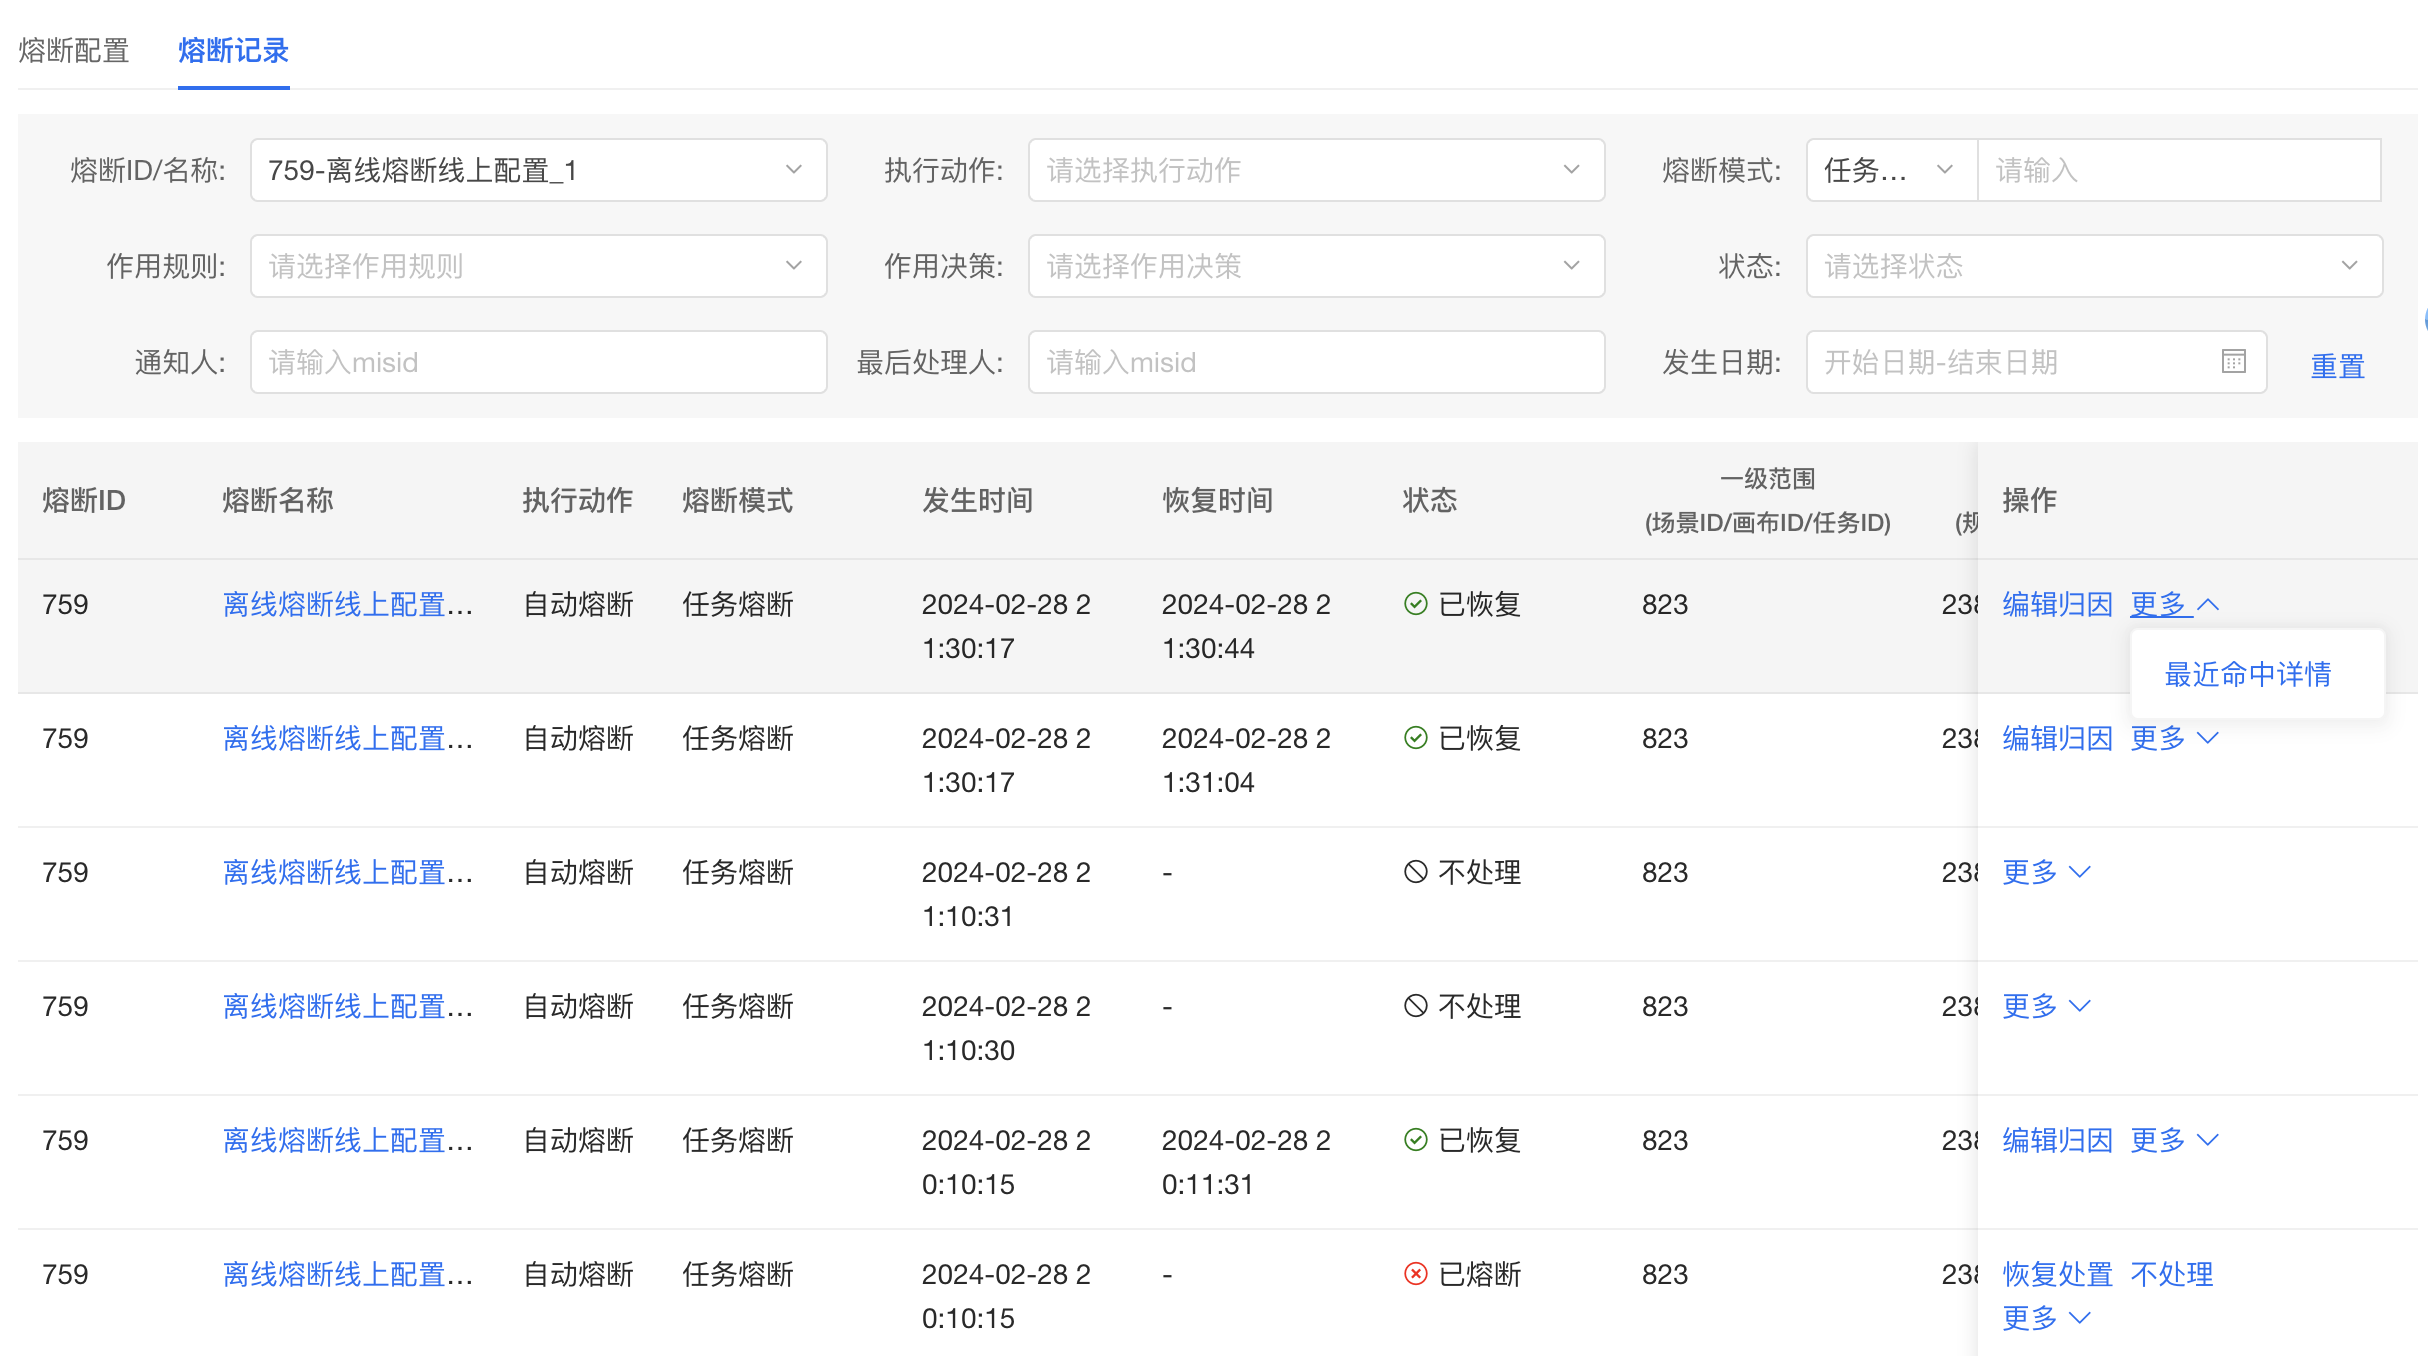 熔断配置 熔断记录
熔断ID/名称: 759-离线熔断线上配置_1 执行动作: 请选择执行动作 熔断模式: 任务... 请输入
作用规则: 请选择作用规则 作用决策: 请选择作用决策 状态: 请选择状态
通知人: 请输入misid 最后处理人: 请输入misid 发生日期: 开始日期-结束日期 重置
熔断ID 熔断名称 执行动作 熔断模式 发生时间 恢复时间 状态 一级范围 操作
(场景ID/画布ID/任务ID) (规
759 离线熔断线上配置... 自动熔断 任务熔断 2024-02-28 2 2024-02-28 2 已恢复 823 238 编辑归因 更多
1:30:17 1:30:44
最近命中详情
759 离线熔断线上配置... 自动熔断 任务熔断 2024-02-28 2 2024-02-28 2 已恢复 823 238 编辑归因 更多
1:30:17 1:31:04
759 离线熔断线上配置... 自动熔断 任务熔断 2024-02-28 2 - 不处理 823 238 更多
1:10:31
759 离线熔断线上配置... 自动熔断 任务熔断 2024-02-28 2 - 不处理 823 238 更多
1:10:30
759 离线熔断线上配置... 自动熔断 任务熔断 2024-02-28 2 2024-02-28 2 已恢复 823 238 编辑归因 更多
0:10:15 0:11:31
759 离线熔断线上配置... 自动熔断 任务熔断 2024-02-28 2 - 已熔断 823 238 恢复处置 不处理
0:10:15 更多